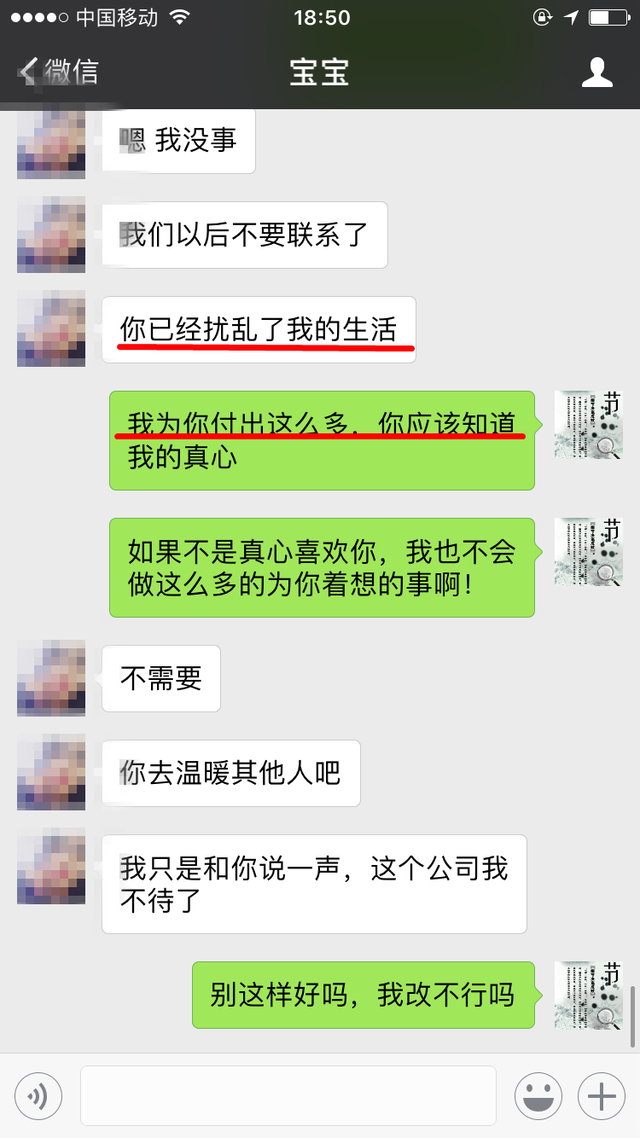 中国移动
18:50
微信
宝宝
嗯 我没事
我们以后不要联系了
你已经扰乱了我的生活
我为你付出这么多，你应该知道
我的真心
节
如果不是真心喜欢你，我也不会
做这么多的为你着想的事啊！
节
不需要
你去温暖其他人吧
我只是和你说一声，这个公司我
不待了
别这样好吗，我改不行吗
节